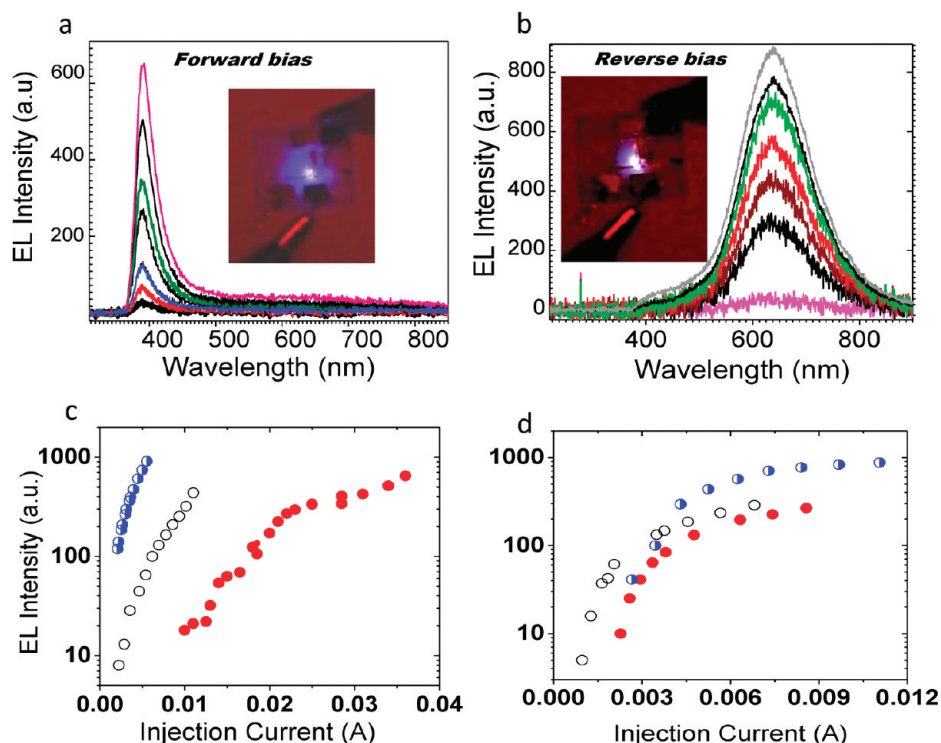 a
Forward bias
EL Intensity (a.u)
600
400
200
400 500 600 700 800
Wavelength (nm)
b
Reverse bias
EL Intensity (a.u.)
800
600
400
200
0
400 600 800
Wavelength (nm)
c
EL Intensity (a.u.)
1000
100
10
0.00 0.01 0.02 0.03 0.04
Injection Current (A)
d
1000
100
10
0.000 0.003 0.006 0.009 0.012
Injection Current (A)